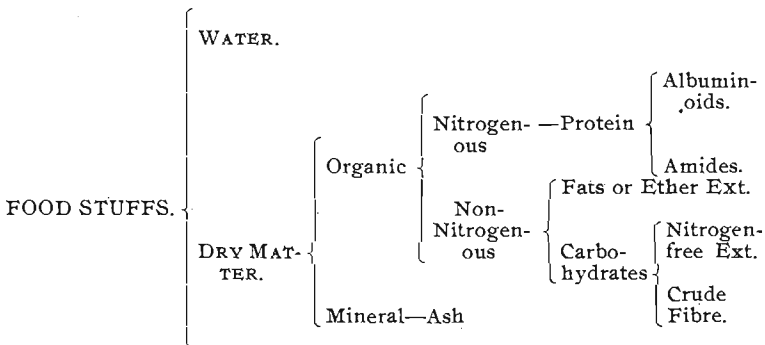 WATER.
Albumin-
oids.
Nitrogen-
ous
—Protein
Organic
Amides.
FOOD STUFFS.
Non-
Nitrogen-
ous
Fats or Ether Ext.
DRY MAT-
TER.
Carbo-
hydrates
Nitrogen-
free Ext.
Crude
Fibre.
Mineral—Ash